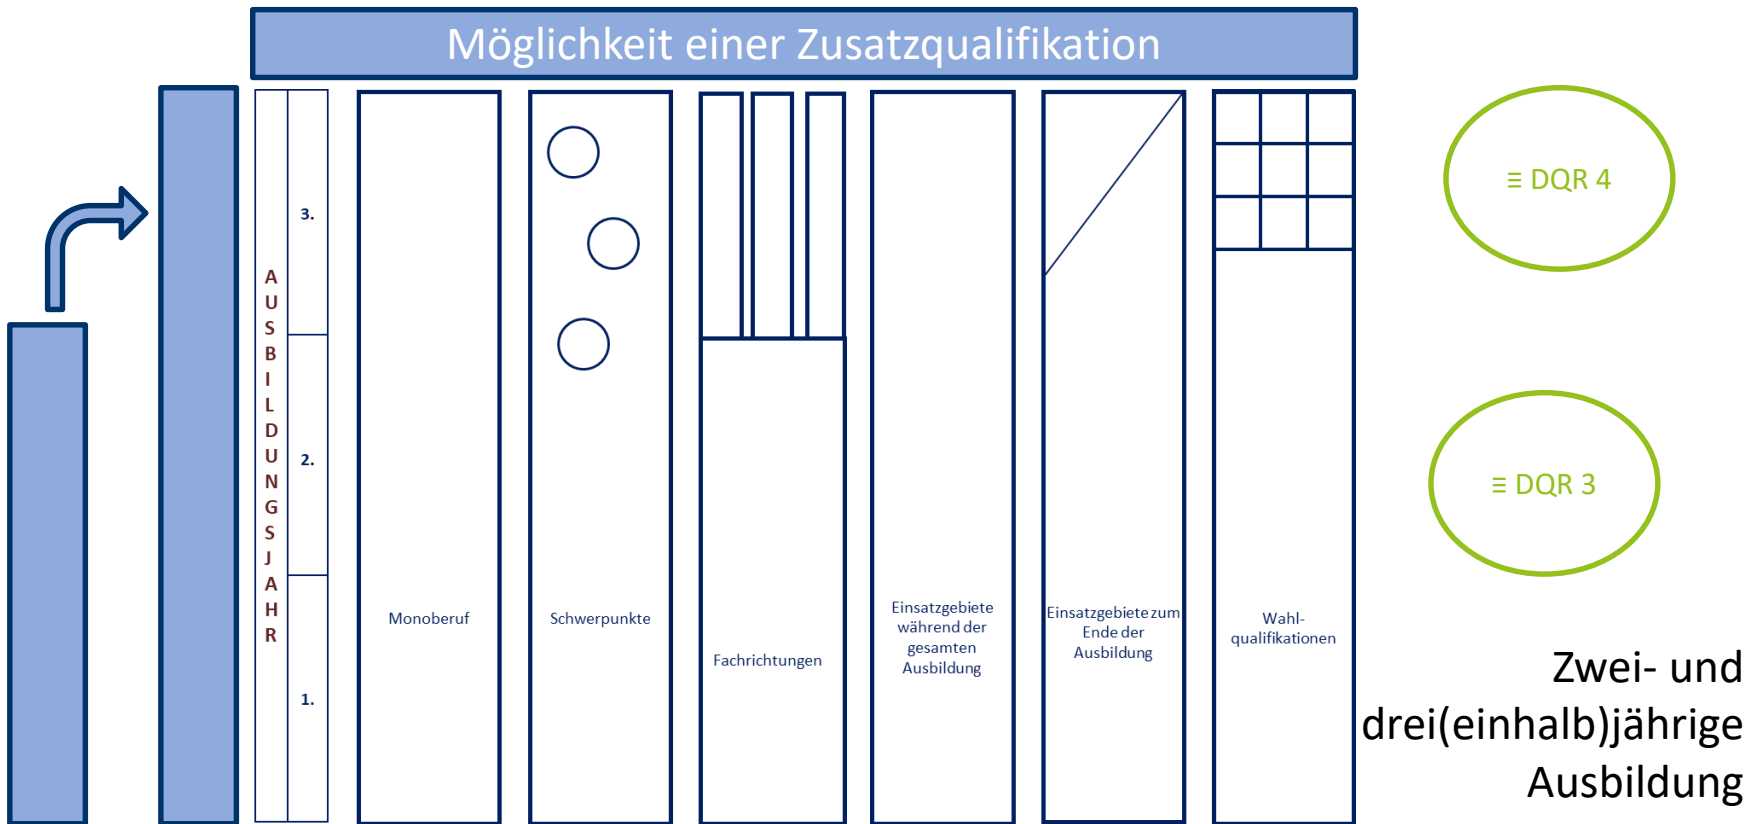 Möglichkeit einer Zusatzqualifikation
AUSBILDUNGSJAHR
3.
2.
1.
Monoberuf
Schwerpunkte
Fachrichtungen
Einsatzgebiete
während der
gesamten
Ausbildung
Einsatzgebiete zum
Ende der
Ausbildung
Wahl-
qualifikationen
≡ DQR 4
≡ DQR 3
Zwei- und
drei(einhalb)jährige
Ausbildung